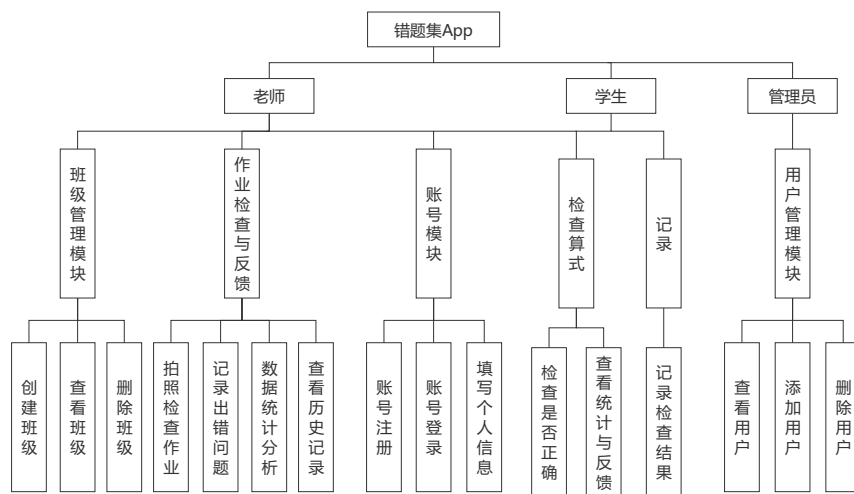 错题集App
老师
学生
管理员
班级管理模块
作业检查与反馈
账号模块
检查算式
记录
用户管理模块
创建班级
查看班级
删除班级
拍照检查作业
记录出错问题
数据统计分析
查看历史记录
账号注册
账号登录
填写个人信息
检查是否正确
查看统计与反馈
记录检查结果
查看用户
添加用户
删除用户